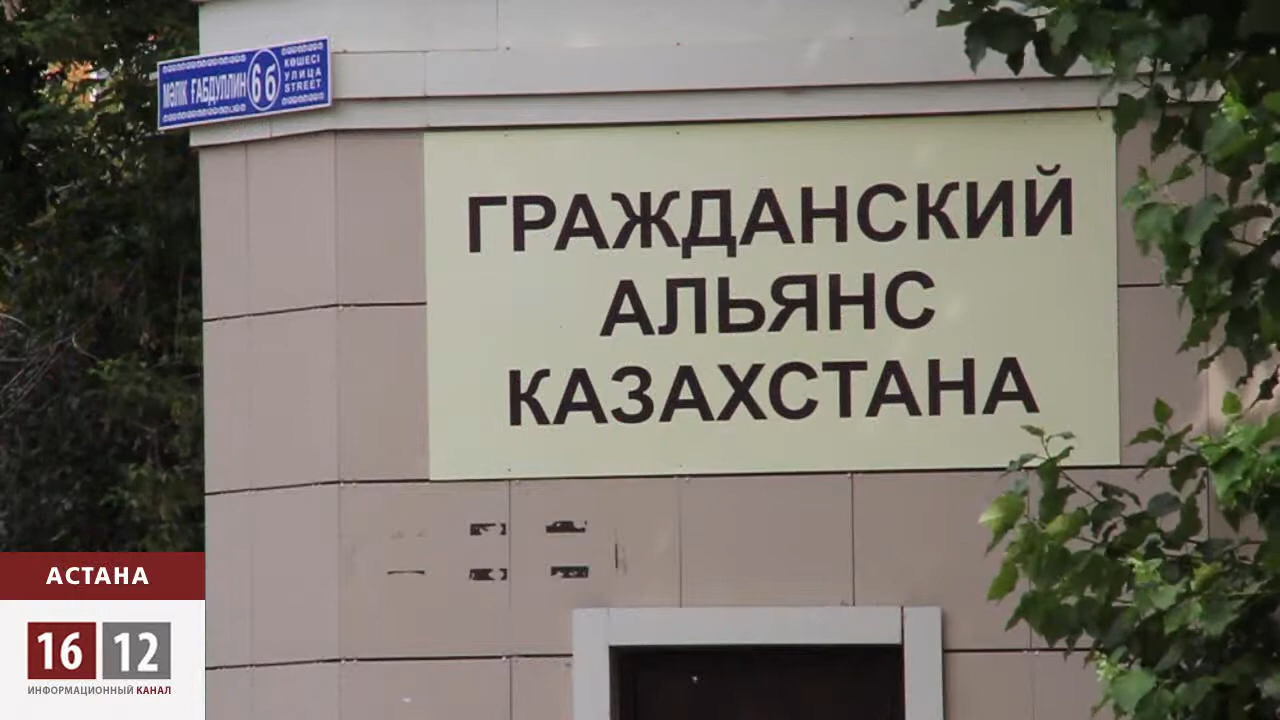 МӘЛІК ҒАБДУЛЛИН
6б
КӨШЕСІ
УЛИЦА
STREET
ГРАЖДАНСКИЙ
АЛЬЯНС
КАЗАХСТАНА
АСТАНА
16 12
ИНФОРМАЦИОННЫЙ КАНАЛ